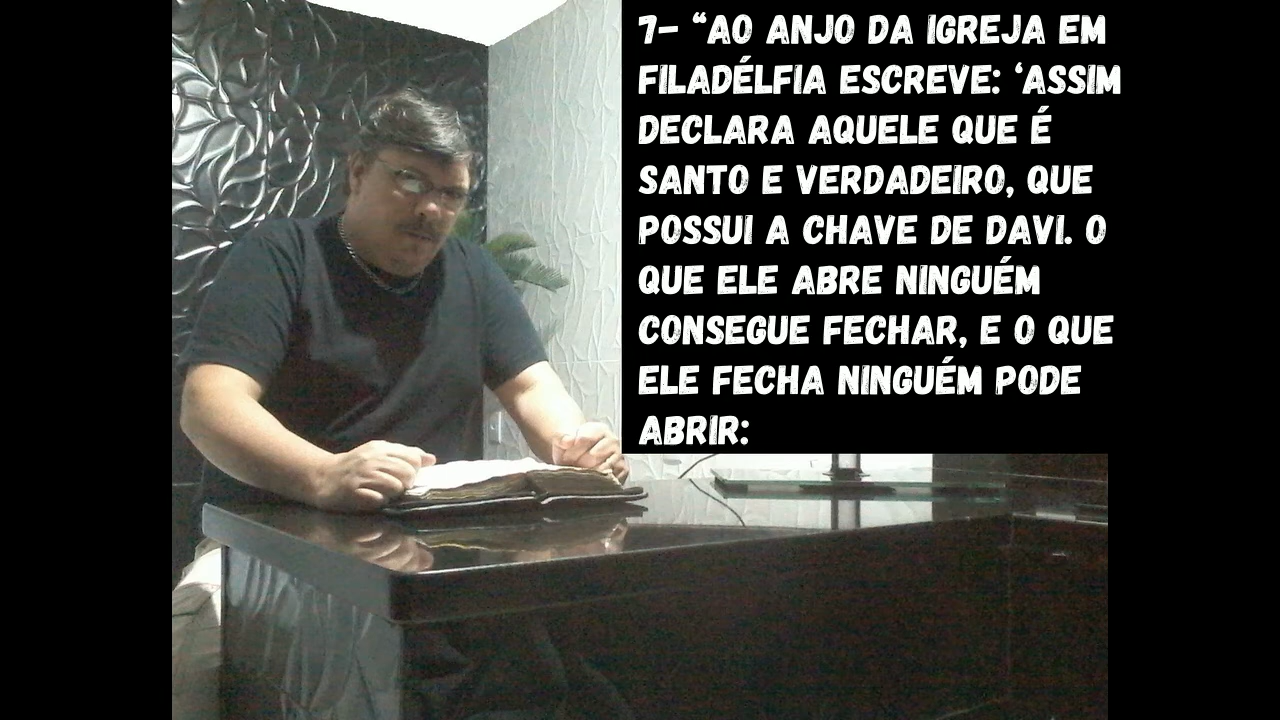 7- “AO ANJO DA IGREJA EM
FILADÉLFIA ESCREVE: ‘ASSIM
DECLARA AQUELE QUE É
SANTO E VERDADEIRO, QUE
POSSUI A CHAVE DE DAVI. O
QUE ELE ABRE NINGUÉM
CONSEGUE FECHAR, E O QUE
ELE FECHA NINGUÉM PODE
ABRIR: